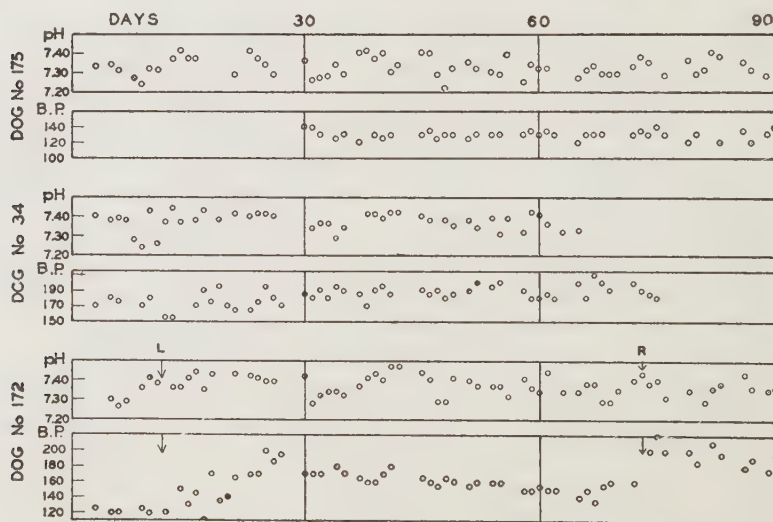 DAYS 30 60 90
DOG No 175
pH
7.40
7.30
7.20
B.P.
140
120
100
DCG No 34
pH
7.40
7.30
7.20
B.P.
190
170
150
DOG No 172
L R
pH
7.40
7.30
7.20
B.P.
200
180
160
140
120